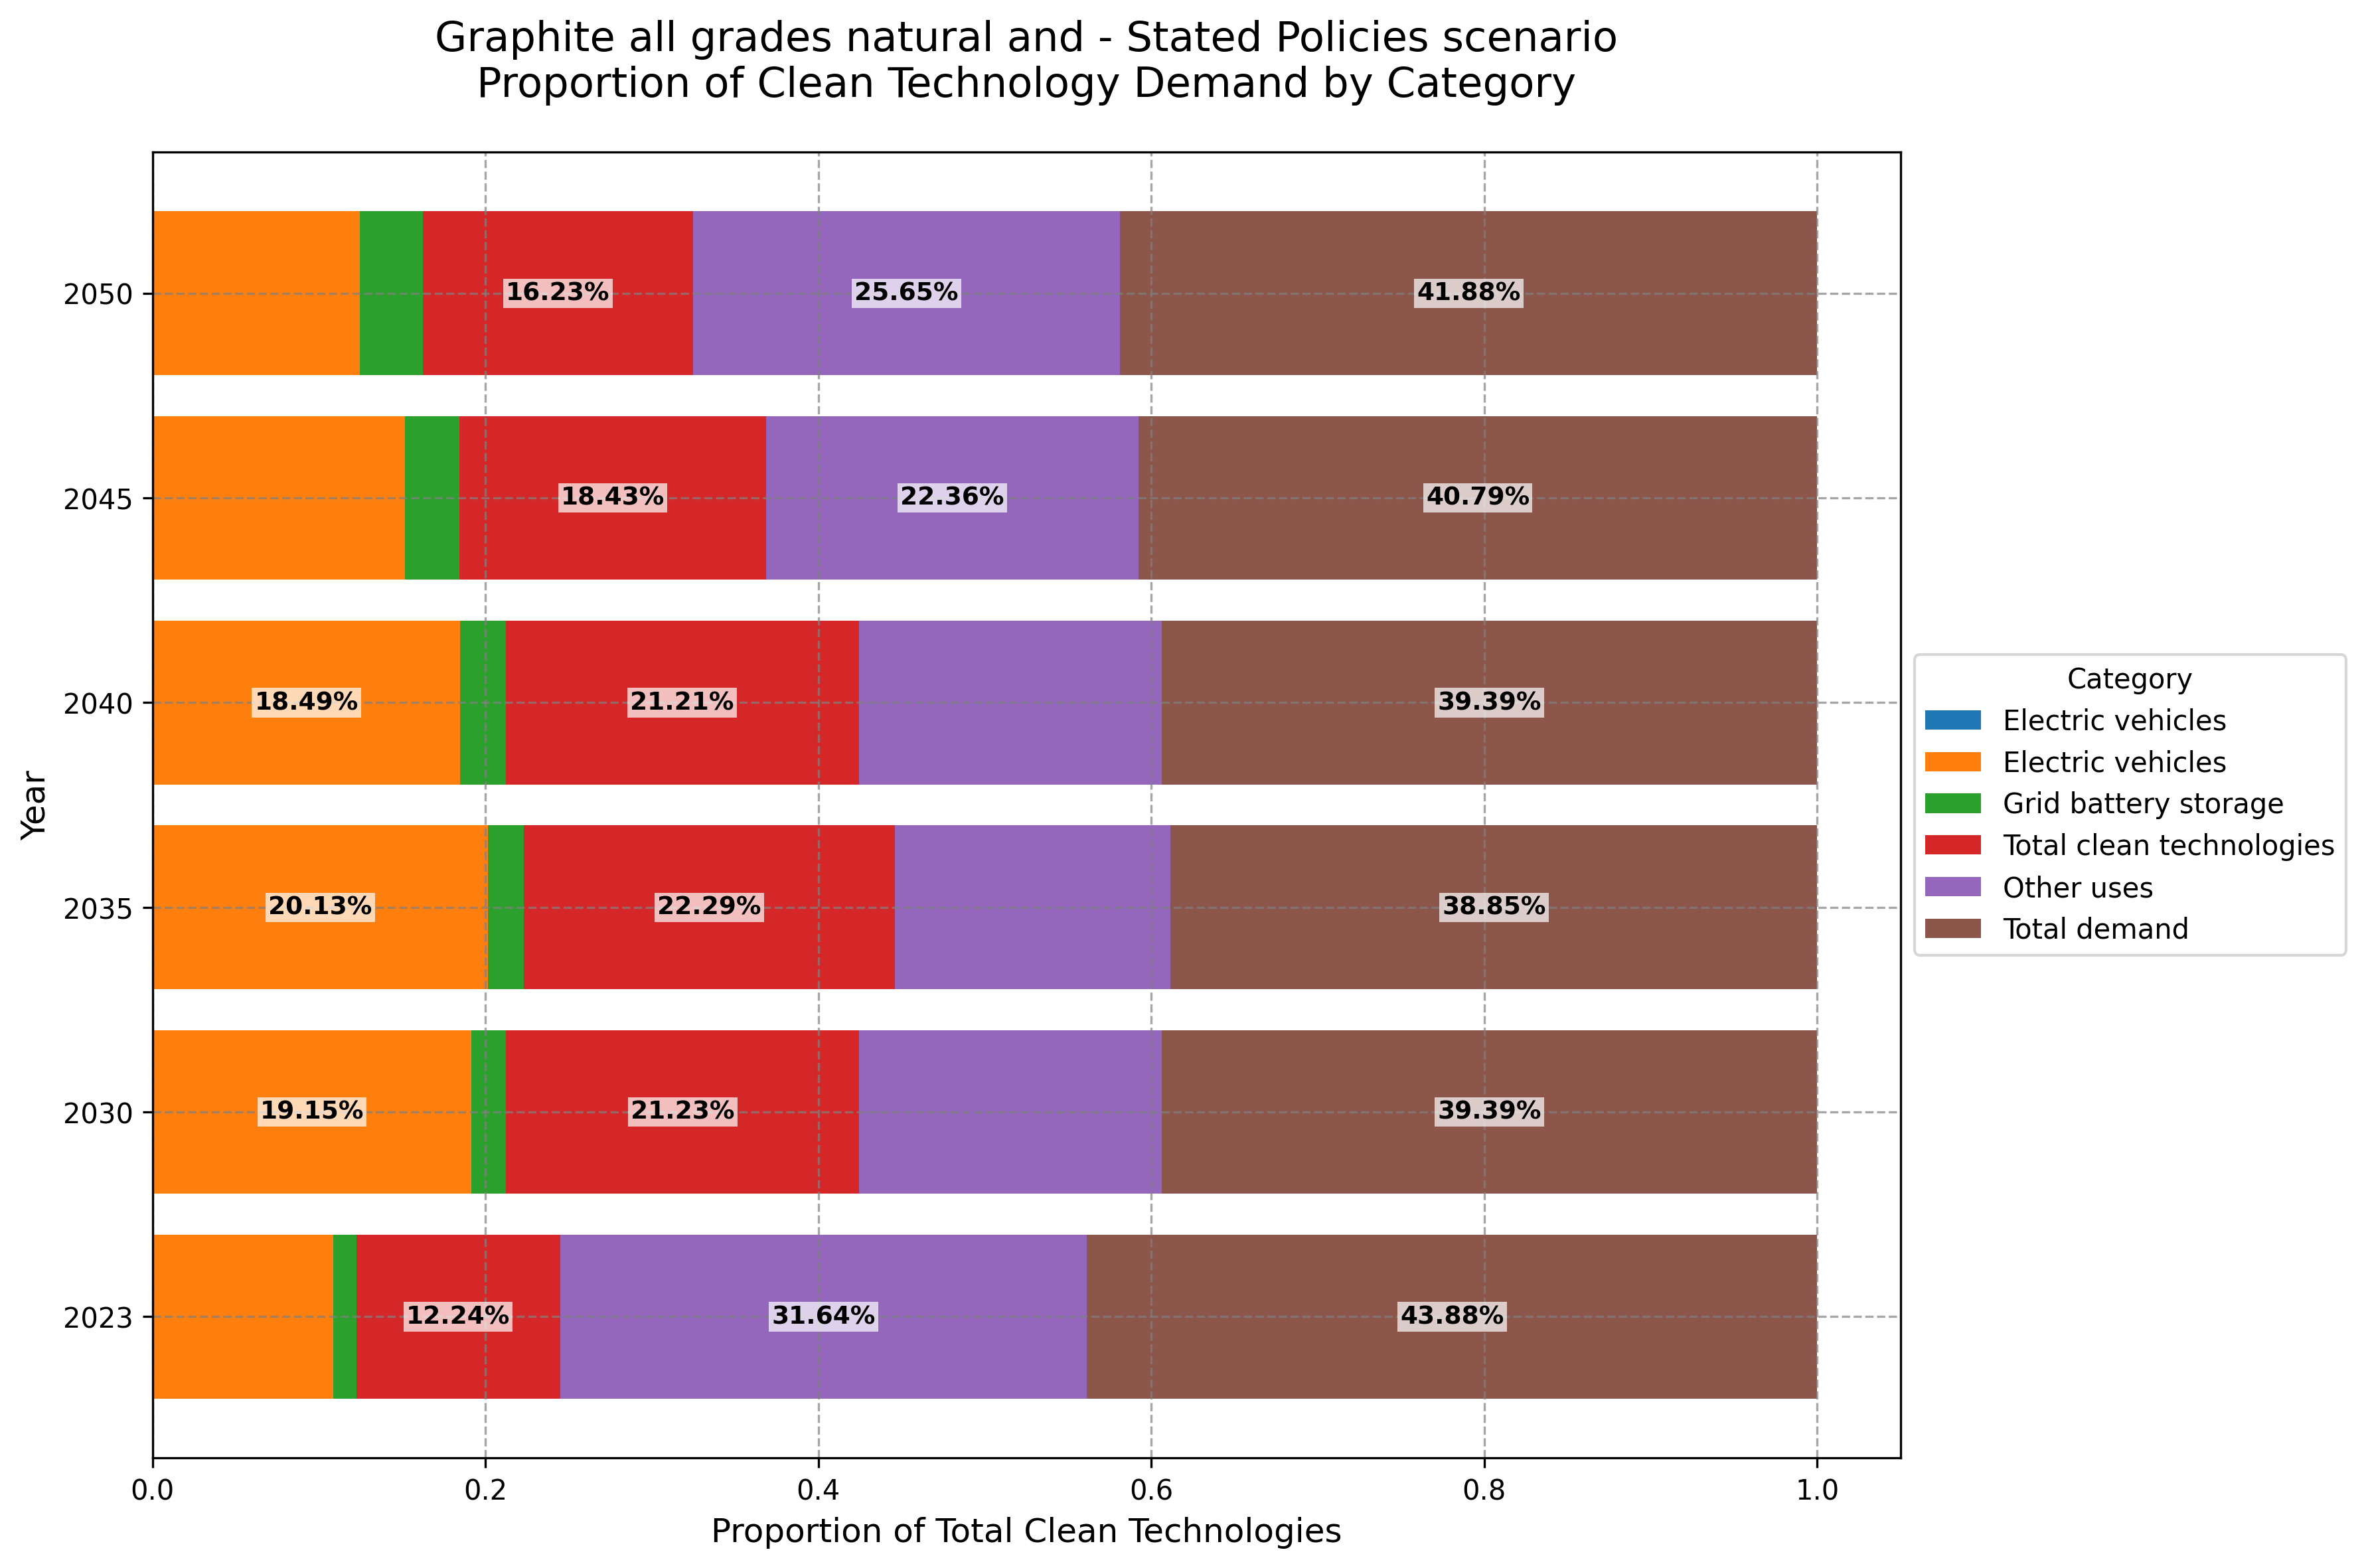 Graphite all grades natural and - Stated Policies scenario
Proportion of Clean Technology Demand by Category
2050
16.23%
25.65%
41.88%
2045
18.43%
22.36%
40.79%
2040
18.49%
21.21%
39.39%
2035
20.13%
22.29%
38.85%
2030
19.15%
21.23%
39.39%
2023
12.24%
31.64%
43.88%
Year
0.0
0.2
0.4
0.6
0.8
1.0
Proportion of Total Clean Technologies
Category
Electric vehicles
Electric vehicles
Grid battery storage
Total clean technologies
Other uses
Total demand